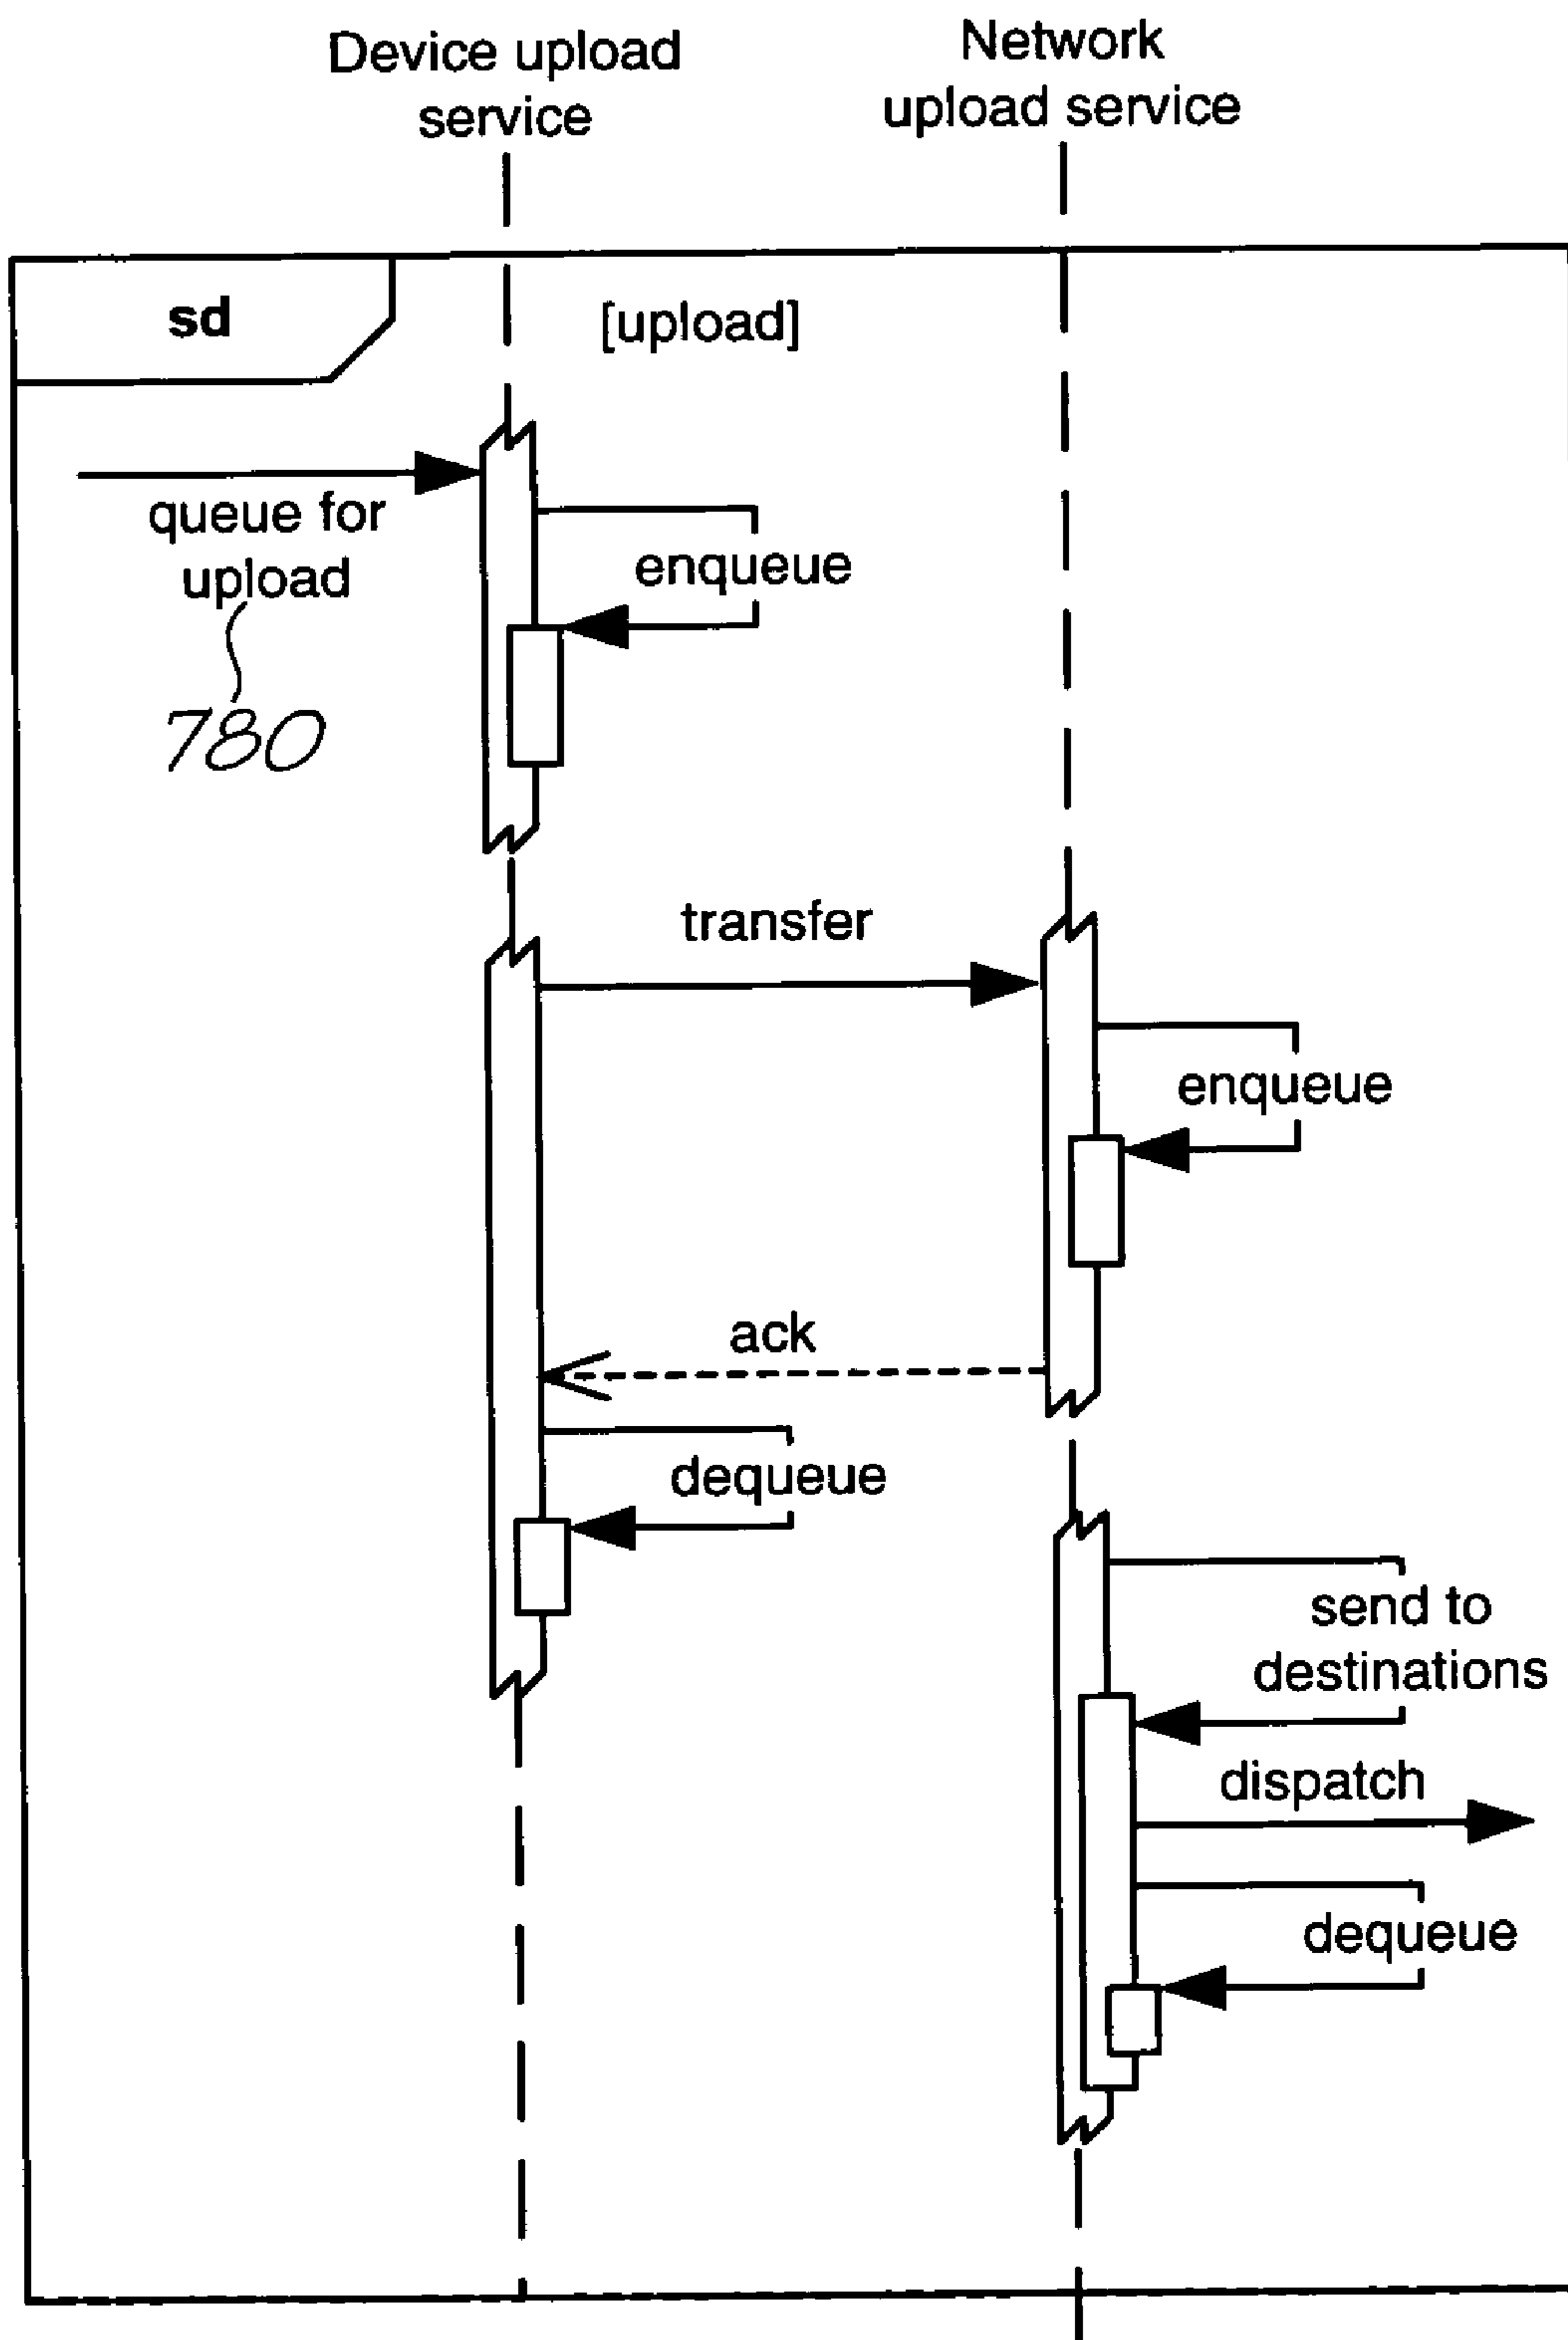 Device upload
service
Network
upload service
sd
[upload]
queue for
upload
780
enqueue
transfer
enqueue
ack
dequeue
send to
destinations
dispatch
dequeue